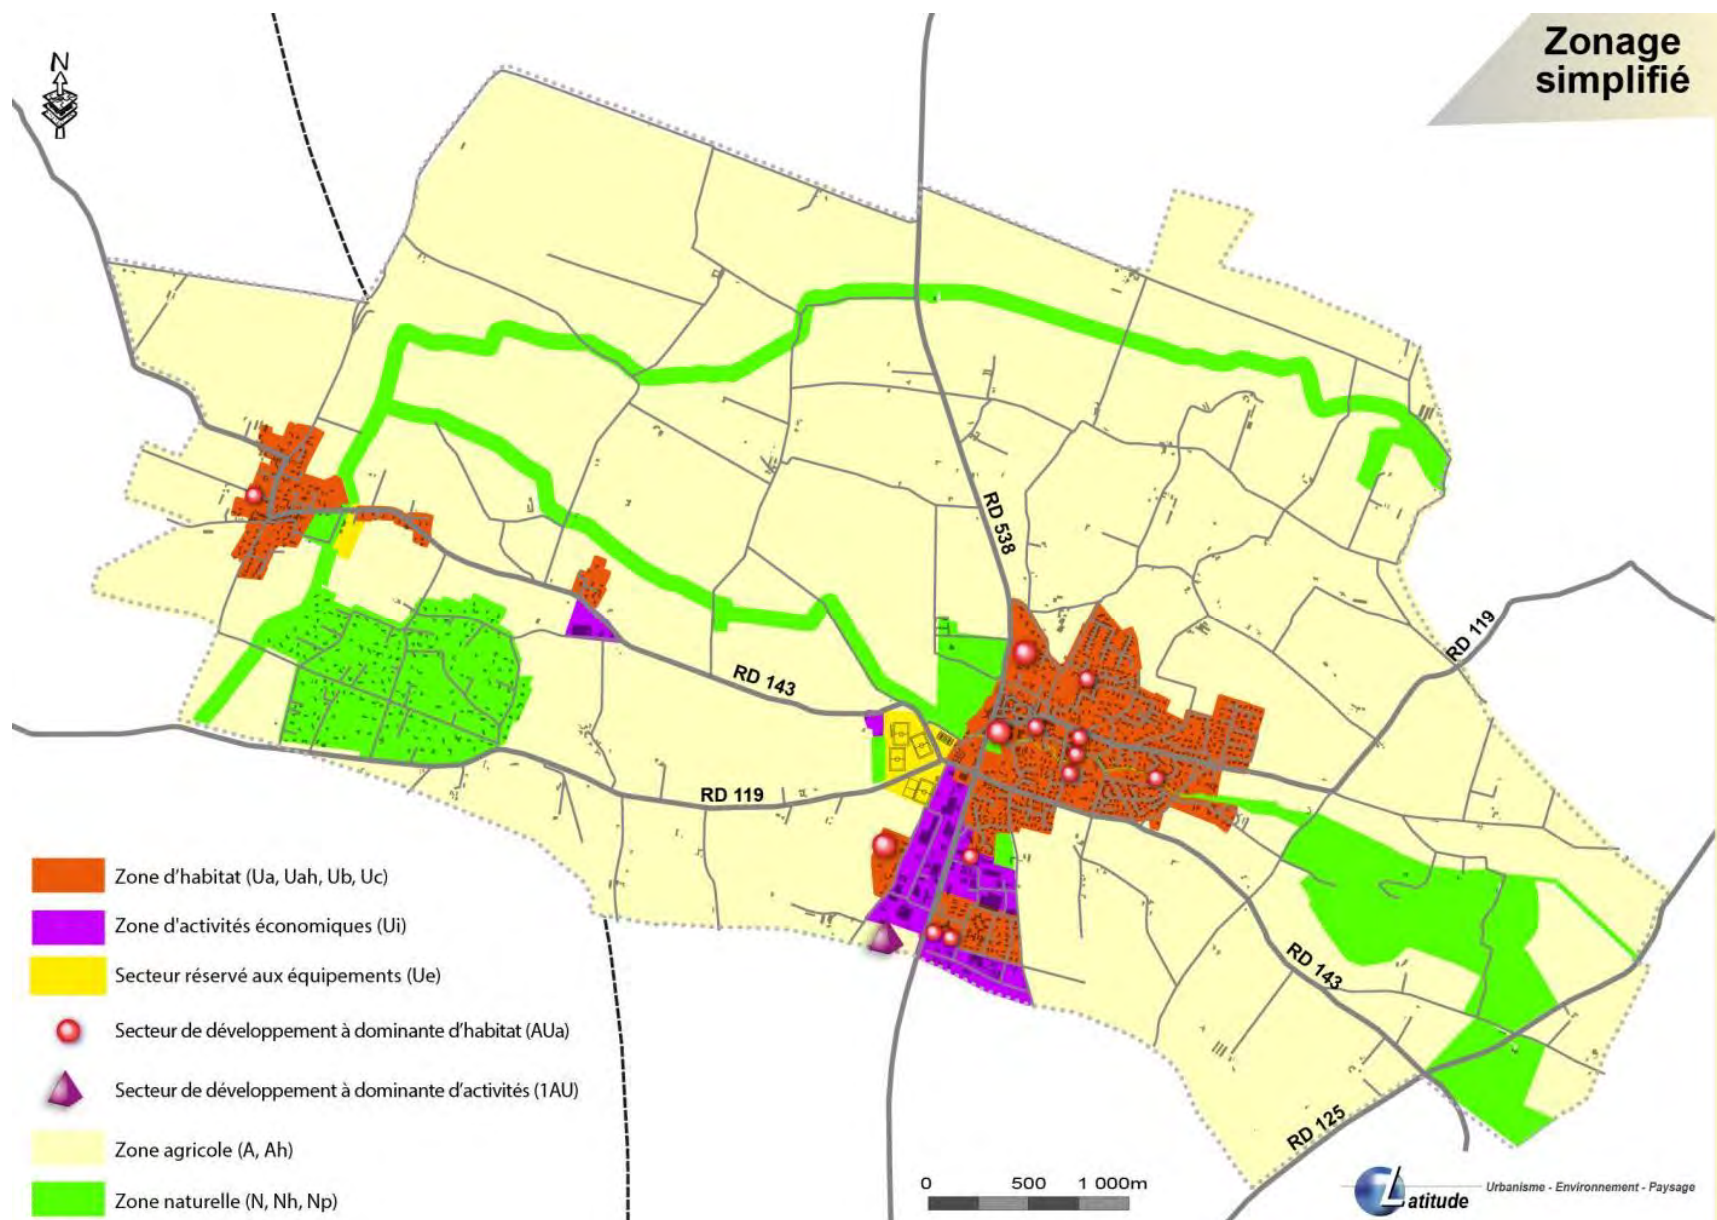 Zonage
simplifié
N
RD 538
RD 119
RD 143
RD 119
RD 143
RD 125
Zone d'habitat (Ua, Uah, Ub, Uc)
Zone d'activités économiques (Ui)
Secteur réservé aux équipements (Ue)
Secteur de développement à dominante d'habitat (AUa)
Secteur de développement à dominante d'activités (1AU)
Zone agricole (A, Ah)
Zone naturelle (N, Nh, Np)
0 500 1 000m
Latitude
Urbanisme - Environnement - Paysage